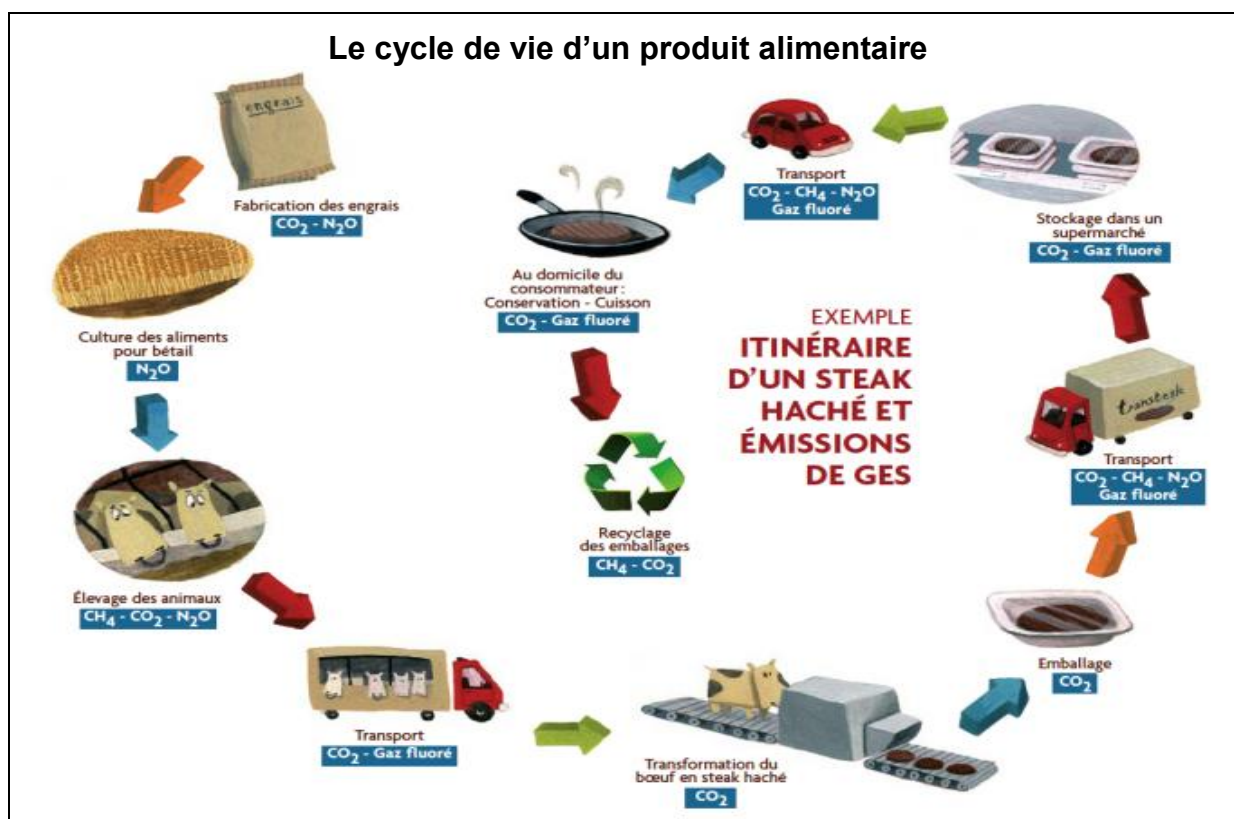 Le cycle de vie d'un produit alimentaire
engrais
Fabrication des engrais
CO2 - N2O
Culture des aliments
pour bétail
N2O
Élevage des animaux
CH4 - CO2 - N2O
Transport
CO2 - Gaz fluoré
Transformation du
bœuf en steak haché
CO2
Emballage
CO2
transteak
Transport
CO2 - CH4 - N2O
Gaz fluoré
Stockage dans un
supermarché
CO2 - Gaz fluoré
Transport
CO2 - CH4 - N2O
Gaz fluoré
Au domicile du
consommateur :
Conservation - Cuisson
CO2 - Gaz fluoré
Recyclage
des emballages
CH4 - CO2
EXEMPLE
ITINÉRAIRE
D'UN STEAK
HACHÉ ET
ÉMISSIONS
DE GES